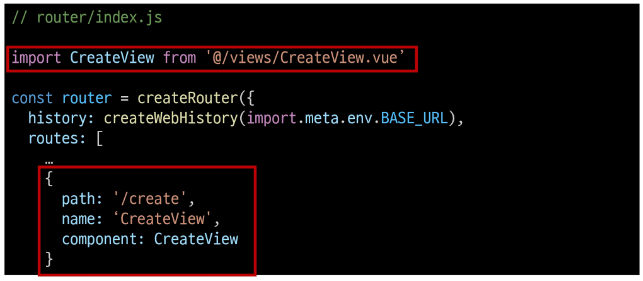 // router/index.js
import CreateView from '@/views/CreateView.vue’
const router = createRouter({
history: createWebHistory(import.meta.env.BASE_URL),
routes: [
…
{
path: '/create',
name: ‘CreateView',
component: CreateView
}